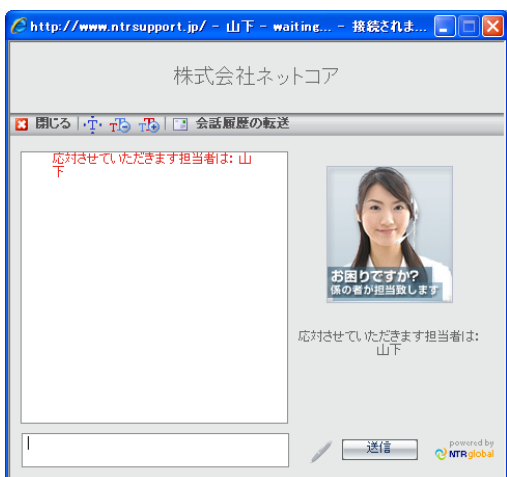 http://www.ntrsupport.jp/ - 山下 - waiting... - 接続されま...
株式会社ネットコア
閉じる
会話履歴の転送
応対させていただきます担当者は: 山
下
お困りですか?
係の者が担当致します
応対させていただきます担当者は:
山下
送信
powered by
NTRglobal